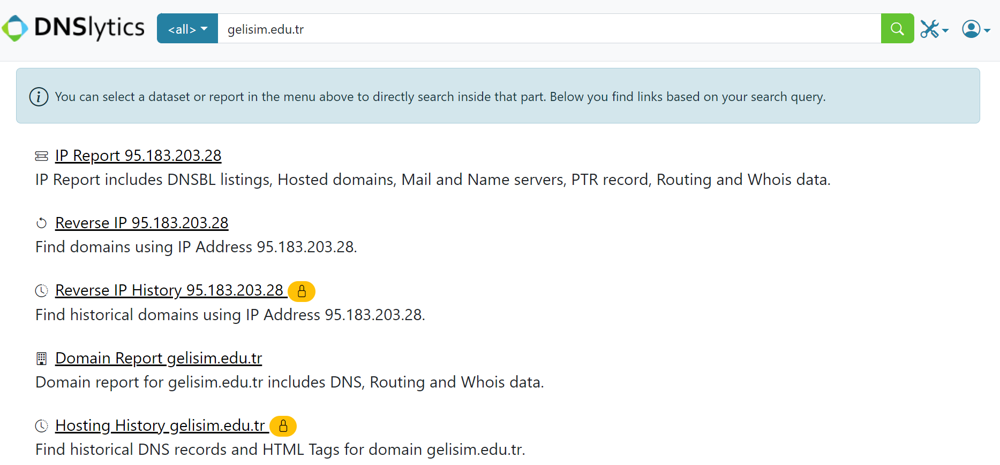 DNSlytics
<all>
gelisim.edu.tr
You can select a dataset or report in the menu above to directly search inside that part. Below you find links based on your search query.
IP Report 95.183.203.28
IP Report includes DNSBL listings, Hosted domains, Mail and Name servers, PTR record, Routing and Whois data.
Reverse IP 95.183.203.28
Find domains using IP Address 95.183.203.28.
Reverse IP History 95.183.203.28
Find historical domains using IP Address 95.183.203.28.
Domain Report gelisim.edu.tr
Domain report for gelisim.edu.tr includes DNS, Routing and Whois data.
Hosting History gelisim.edu.tr
Find historical DNS records and HTML Tags for domain gelisim.edu.tr.